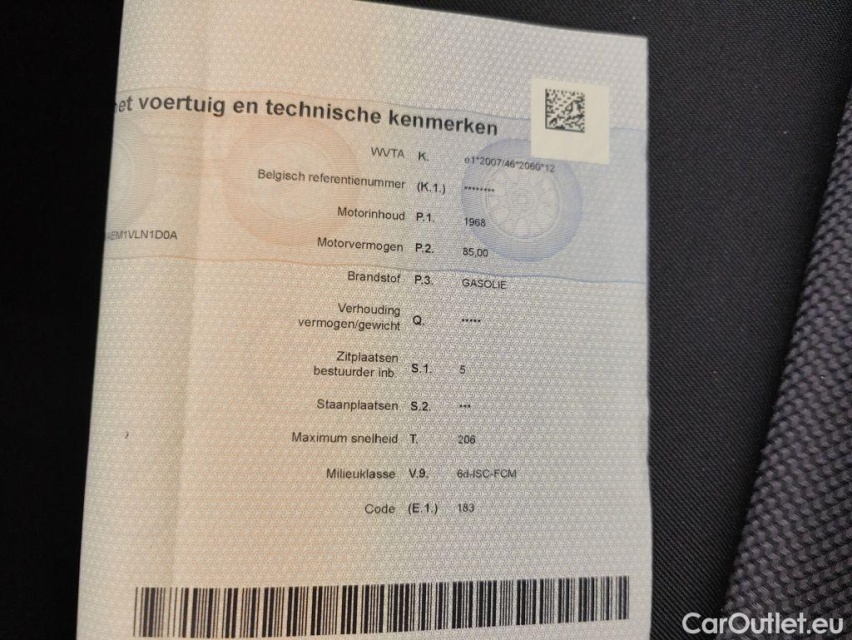 et voertuig en technische kenmerken
WVTA K. e1*2007/46*2060*12
Belgisch referentienummer (K.1.) ********
Motorinhoud P.1. 1968
EM1VLN1D0A
Motorvermogen P.2. 85,00
Brandstof P.3. GASOLIE
Verhouding
vermogen/gewicht Q. *****
Zitplaatsen
bestuurder inb. S.1. 5
Staanplaatsen S.2. ***
Maximum snelheid T. 206
Milieuklasse V.9. 6d-ISC-FCM
Code (E.1.) 183
CarOutlet.eu